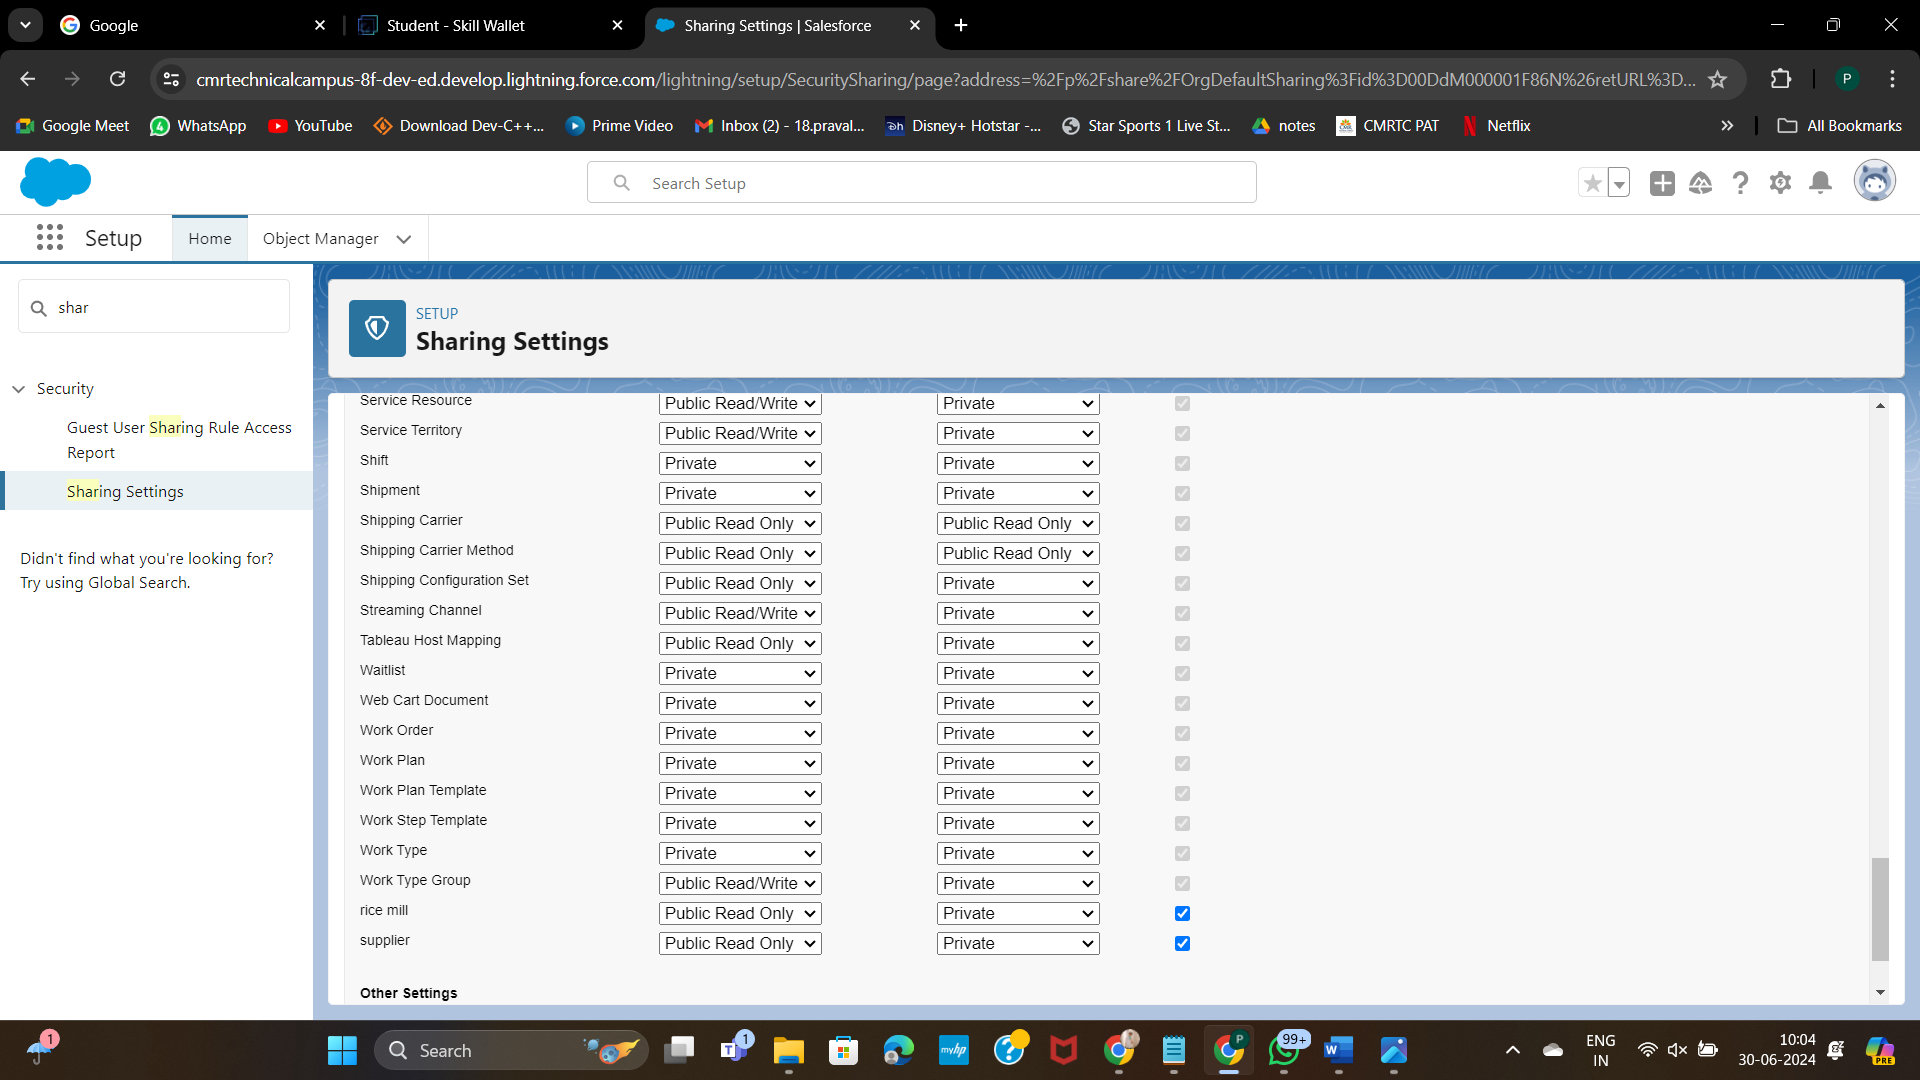 Google
Student - Skill Wallet
Sharing Settings | Salesforce
cmrtechnicalcampus-8f-dev-ed.develop.lightning.force.com/lightning/setup/SecuritySharing/page?address=%2Fp%2Fshare%2FOrgDefaultSharing%3Fid%3D00DdM000001F86N%26retURL%3D...
P
Google Meet
WhatsApp
YouTube
Download Dev-C++...
Prime Video
Inbox (2) - 18.praval...
Disney+ Hotstar -...
Star Sports 1 Live St...
notes
CMRTC PAT
Netflix
All Bookmarks
Search Setup
Setup
Home
Object Manager
shar
Security
Guest User Sharing Rule Access
Report
Sharing Settings
Didn't find what you're looking for?
Try using Global Search.
SETUP
Sharing Settings
Service Resource Public Read/Write Private
Service Territory Public Read/Write Private
Shift Private Private
Shipment Private Private
Shipping Carrier Public Read Only Public Read Only
Shipping Carrier Method Public Read Only Public Read Only
Shipping Configuration Set Public Read Only Private
Streaming Channel Public Read/Write Private
Tableau Host Mapping Public Read Only Private
Waitlist Private Private
Web Cart Document Private Private
Work Order Private Private
Work Plan Private Private
Work Plan Template Private Private
Work Step Template Private Private
Work Type Private Private
Work Type Group Public Read/Write Private
rice mill Public Read Only Private
supplier Public Read Only Private
Other Settings
1
Search
1
myhp
P
99+
ENG
IN
10:04
30-06-2024
PRE